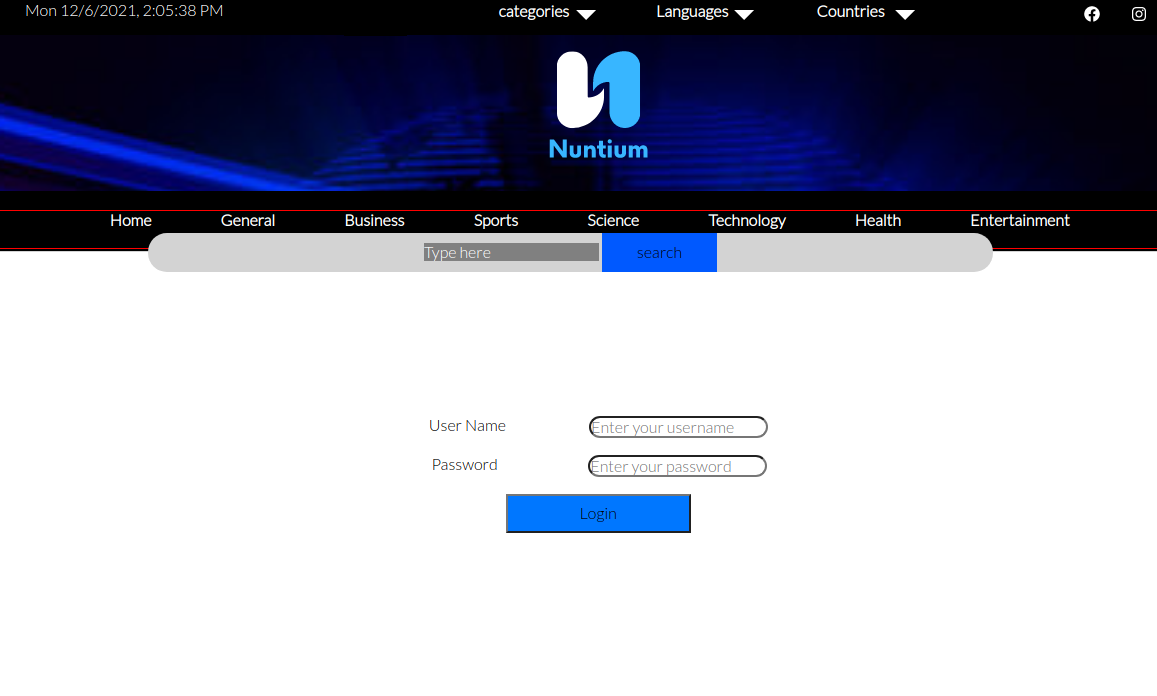 Mon 12/6/2021, 2:05:38 PM categories Languages Countries
Nuntium
Home General Business Sports Science Technology Health Entertainment
Type here search
User Name Enter your username
Password Enter your password
Login